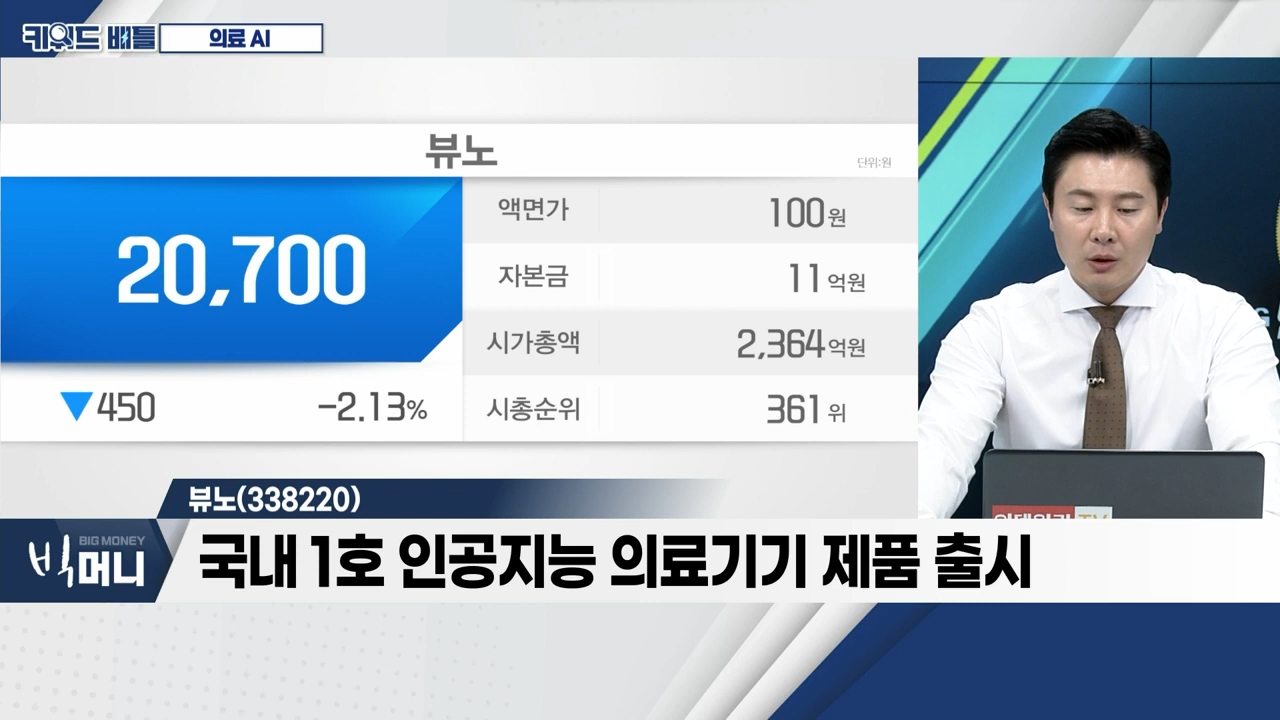 키워드 배틀
의료 AI
뷰노
단위:원
20,700
▼450 -2.13%
액면가 100원
자본금 11억원
시가총액 2,364억원
시총순위 361위
뷰노(338220)
BIG MONEY
빅머니
국내 1호 인공지능 의료기기 제품 출시